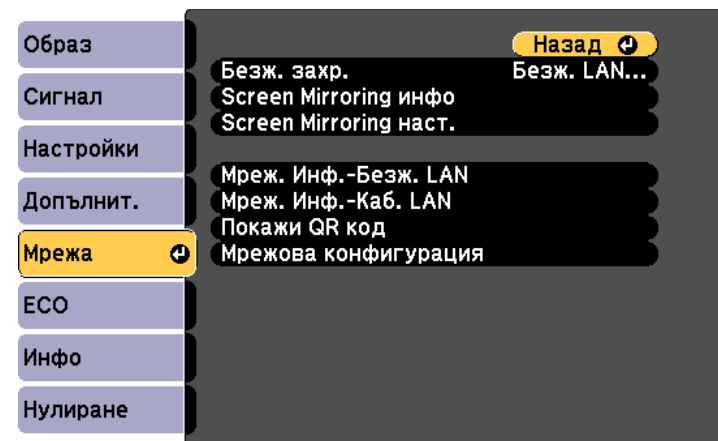 Образ
Сигнал
Настройки
Допълнит.
Мрежа
ECO
Инфо
Нулиране
Назад
Безж. захр. Безж. LAN...
Screen Mirroring инфо
Screen Mirroring наст.
Мреж. Инф.-Безж. LAN
Мреж. Инф.-Каб. LAN
Покажи QR код
Мрежова конфигурация